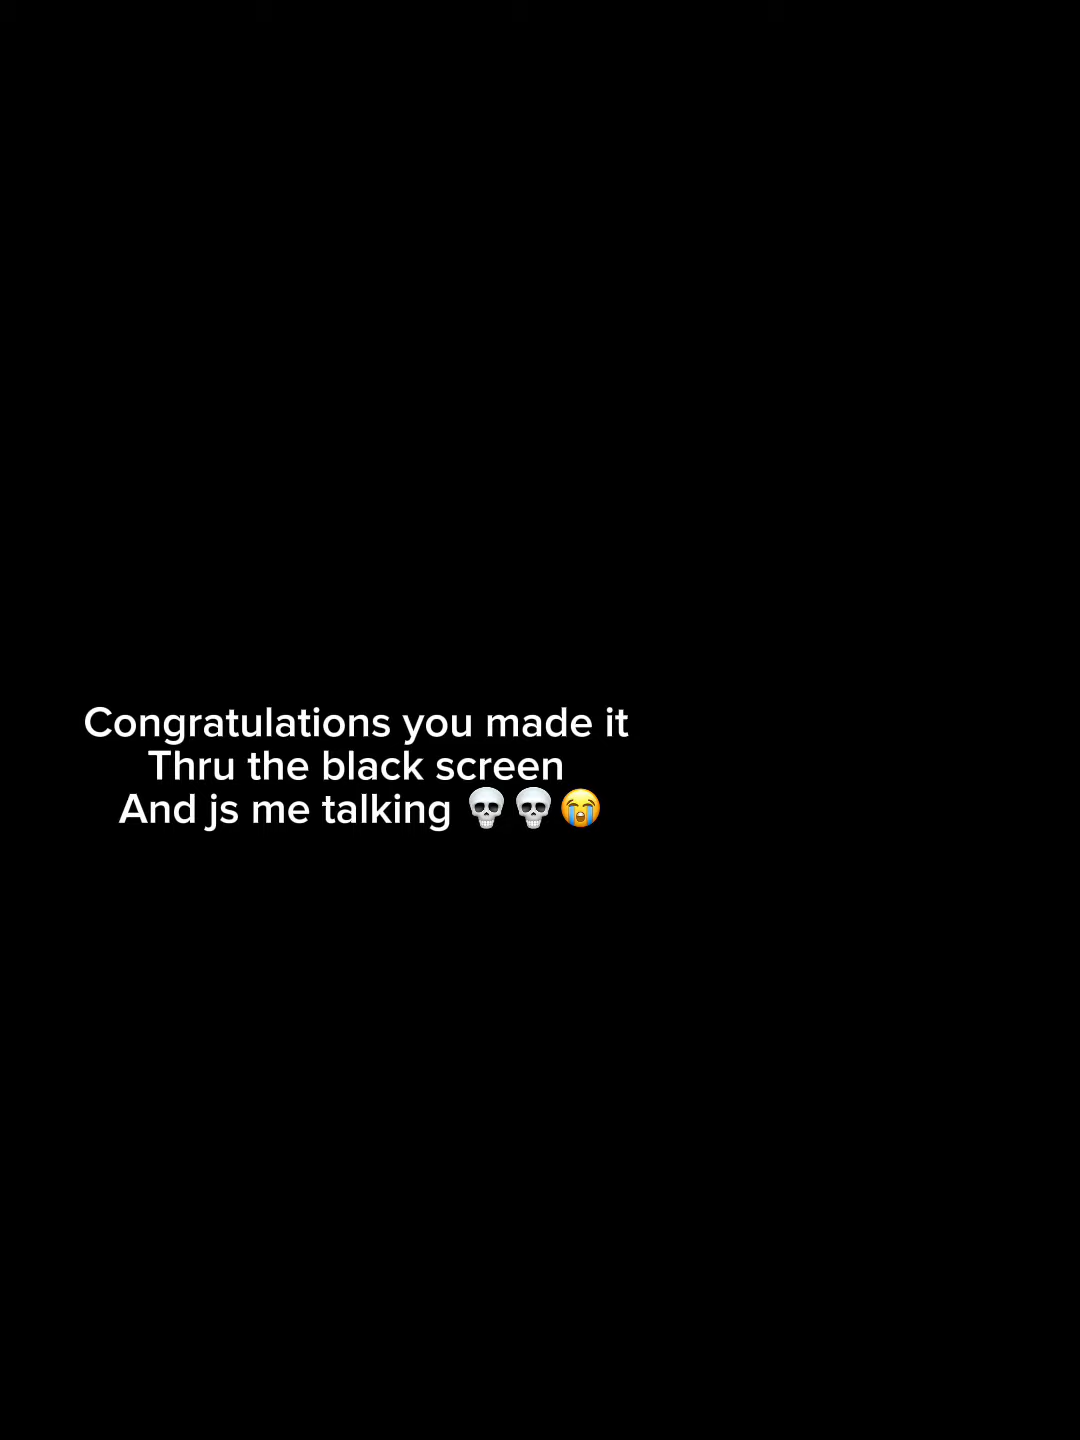 Congratulations you made it
Thru the black screen
And js me talking 💀💀😭